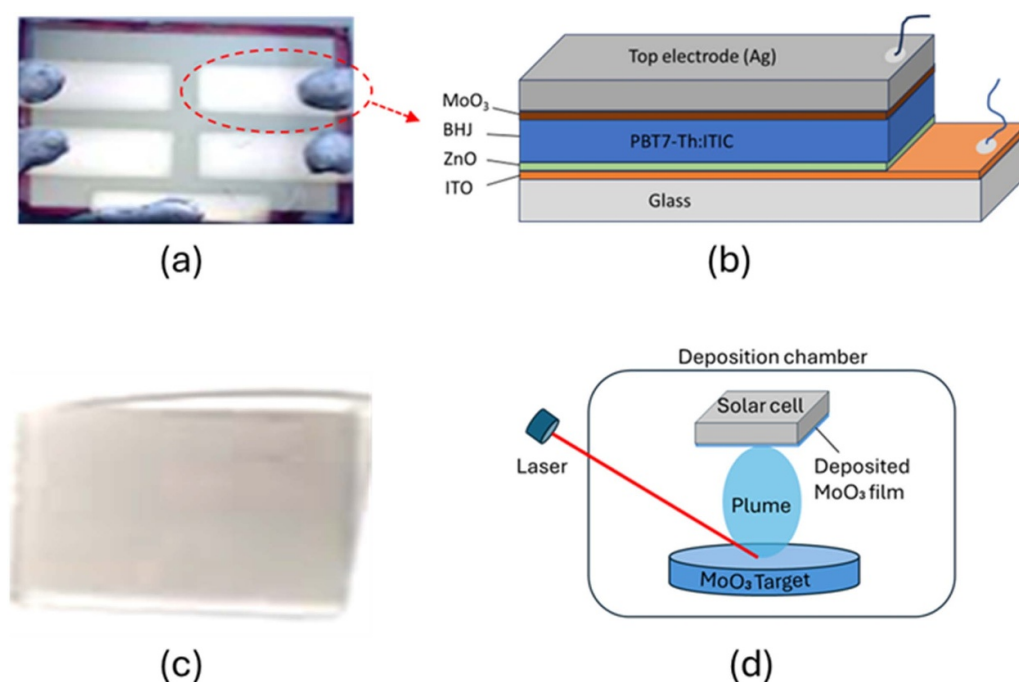 Top electrode (Ag)
MoO₃
BHJ
PBT7-Th:ITIC
ZnO
ITO
Glass
(a)
(b)
Deposition chamber
Solar cell
Laser
Deposited
MoO₃ film
Plume
MoO₃ Target
(c)
(d)